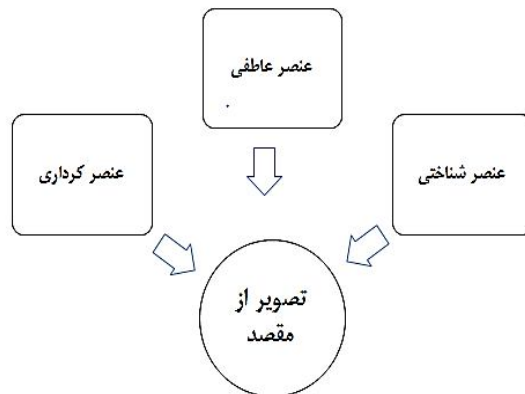 عنصر عاطفی
.
عنصر شناختی
عنصر کرداری
تصویر از
مقصد